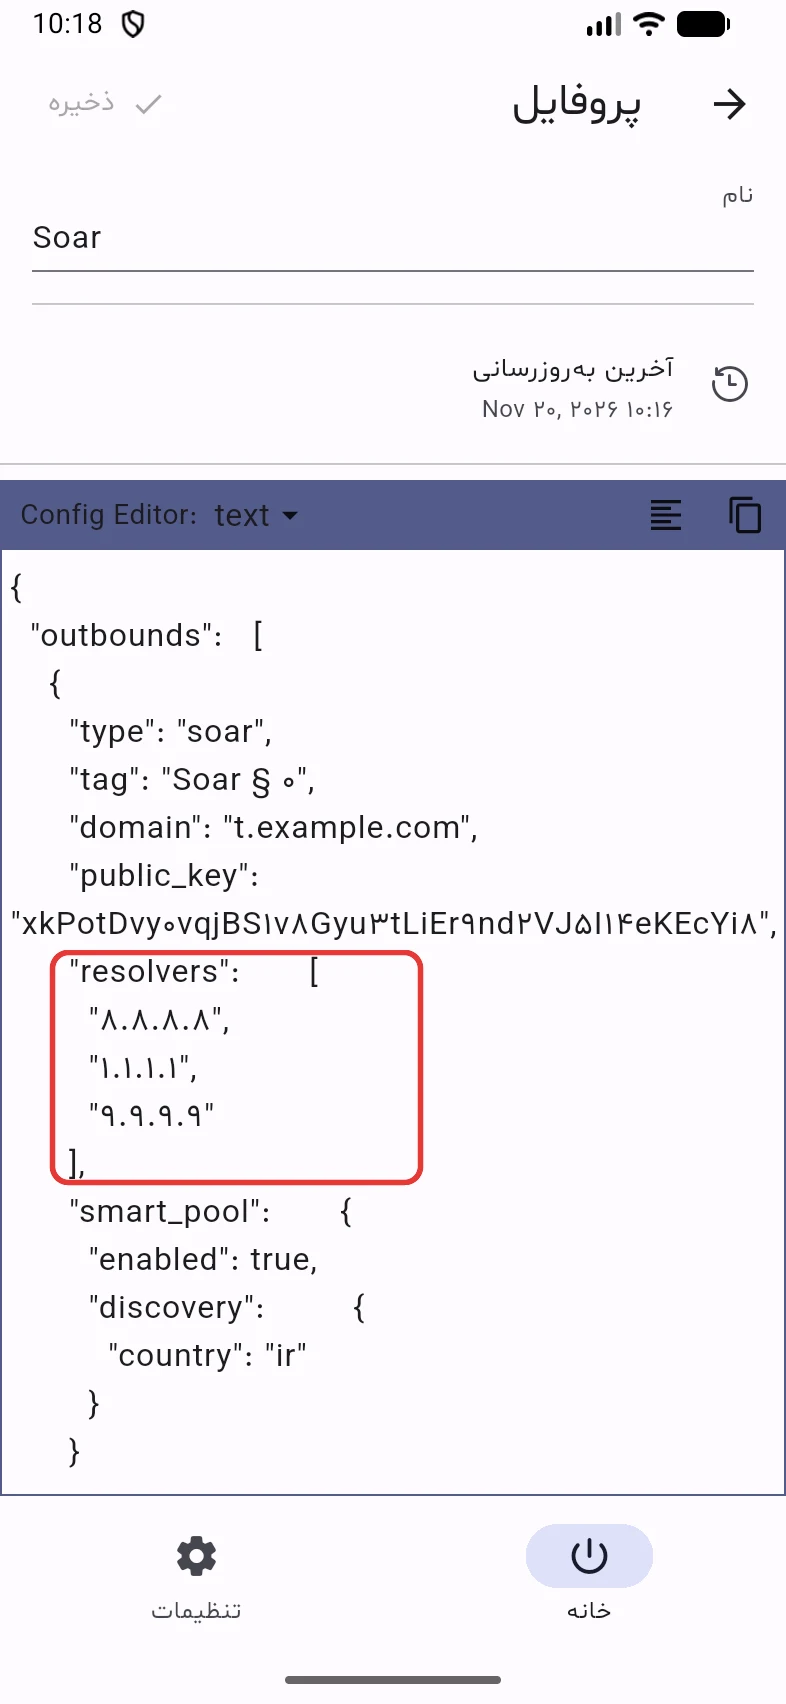 10:18
پروفایل
ذخیره
نام
Soar
آخرین به‌روزرسانی
Nov ۲۰, ۲۰۲۶ ۱۰:۱۶
Config Editor: text
{
"outbounds": [
{
"type": "soar",
"tag": "Soar § ۰",
"domain": "t.example.com",
"public_key":
"xkPotDvy۰vqjBS۱v۸Gyu۳tLiEr۹nd۲VJ۵l۱۴eKEcYi۸",
"resolvers": [
"۸.۸.۸.۸",
"۱.۱.۱.۱",
"۹.۹.۹.۹"
],
"smart_pool": {
"enabled": true,
"discovery": {
"country": "ir"
}
}
خانه
تنظیمات